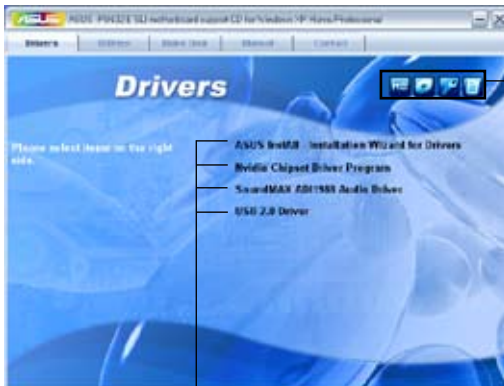 ASUS P5N32-E SLI motherboard support CD for Windows XP Home/Professional
Drivers
Utilities
Make Disk
Manual
Contact
Drivers
Please select items on the right
side.
ASUS InstAll - Installation Wizard for Drivers
Nvidia Chipset Driver Program
SoundMAX ADI1988 Audio Driver
USB 2.0 Driver